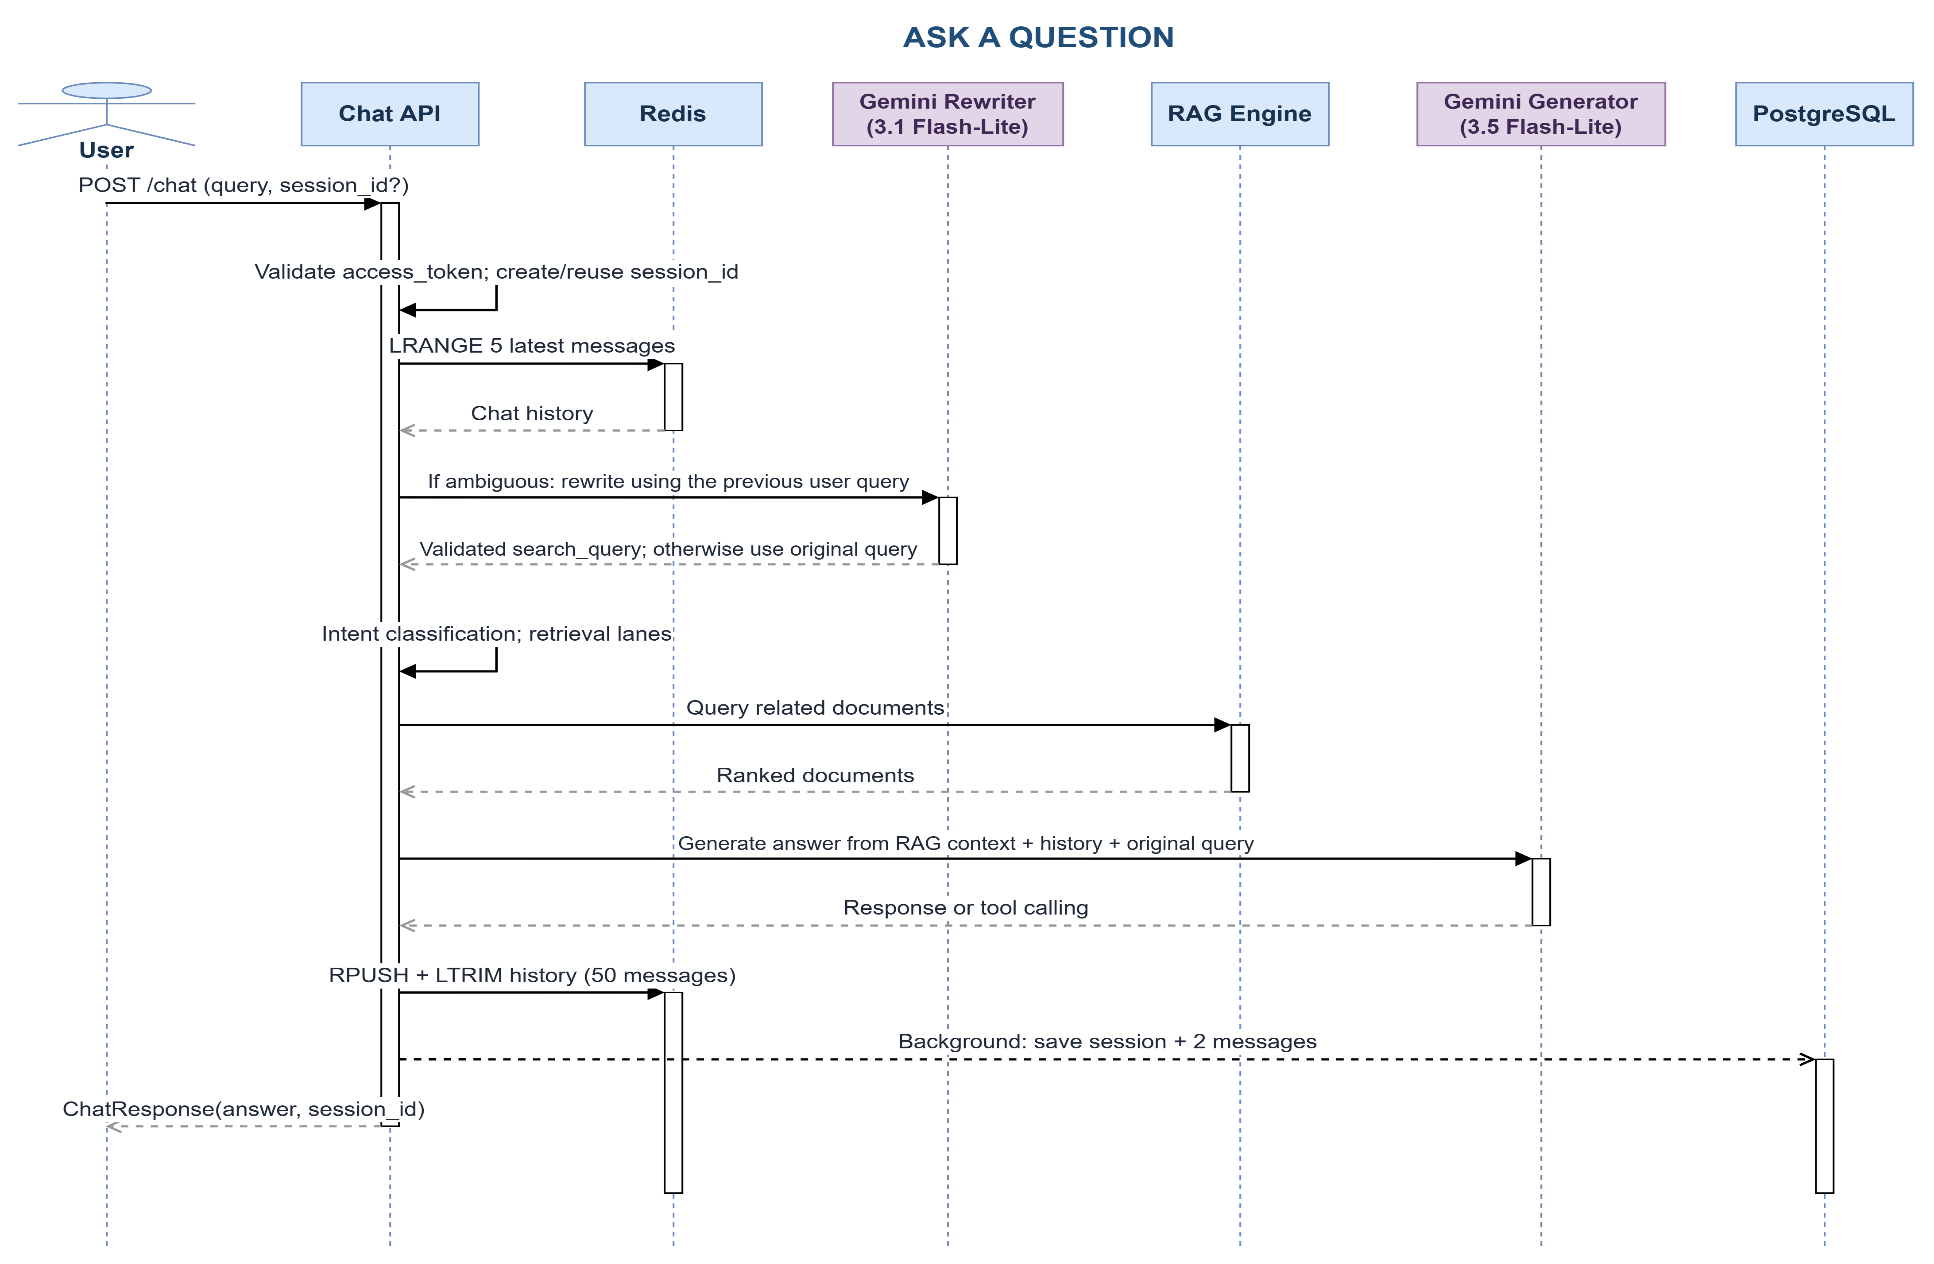 ASK A QUESTION
User
Chat API
Redis
Gemini Rewriter
(3.1 Flash-Lite)
RAG Engine
Gemini Generator
(3.5 Flash-Lite)
PostgreSQL
POST /chat (query, session_id?)
Validate access_token; create/reuse session_id
LRANGE 5 latest messages
Chat history
If ambiguous: rewrite using the previous user query
Validated search_query; otherwise use original query
Intent classification; retrieval lanes
Query related documents
Ranked documents
Generate answer from RAG context + history + original query
Response or tool calling
RPUSH + LTRIM history (50 messages)
Background: save session + 2 messages
ChatResponse(answer, session_id)